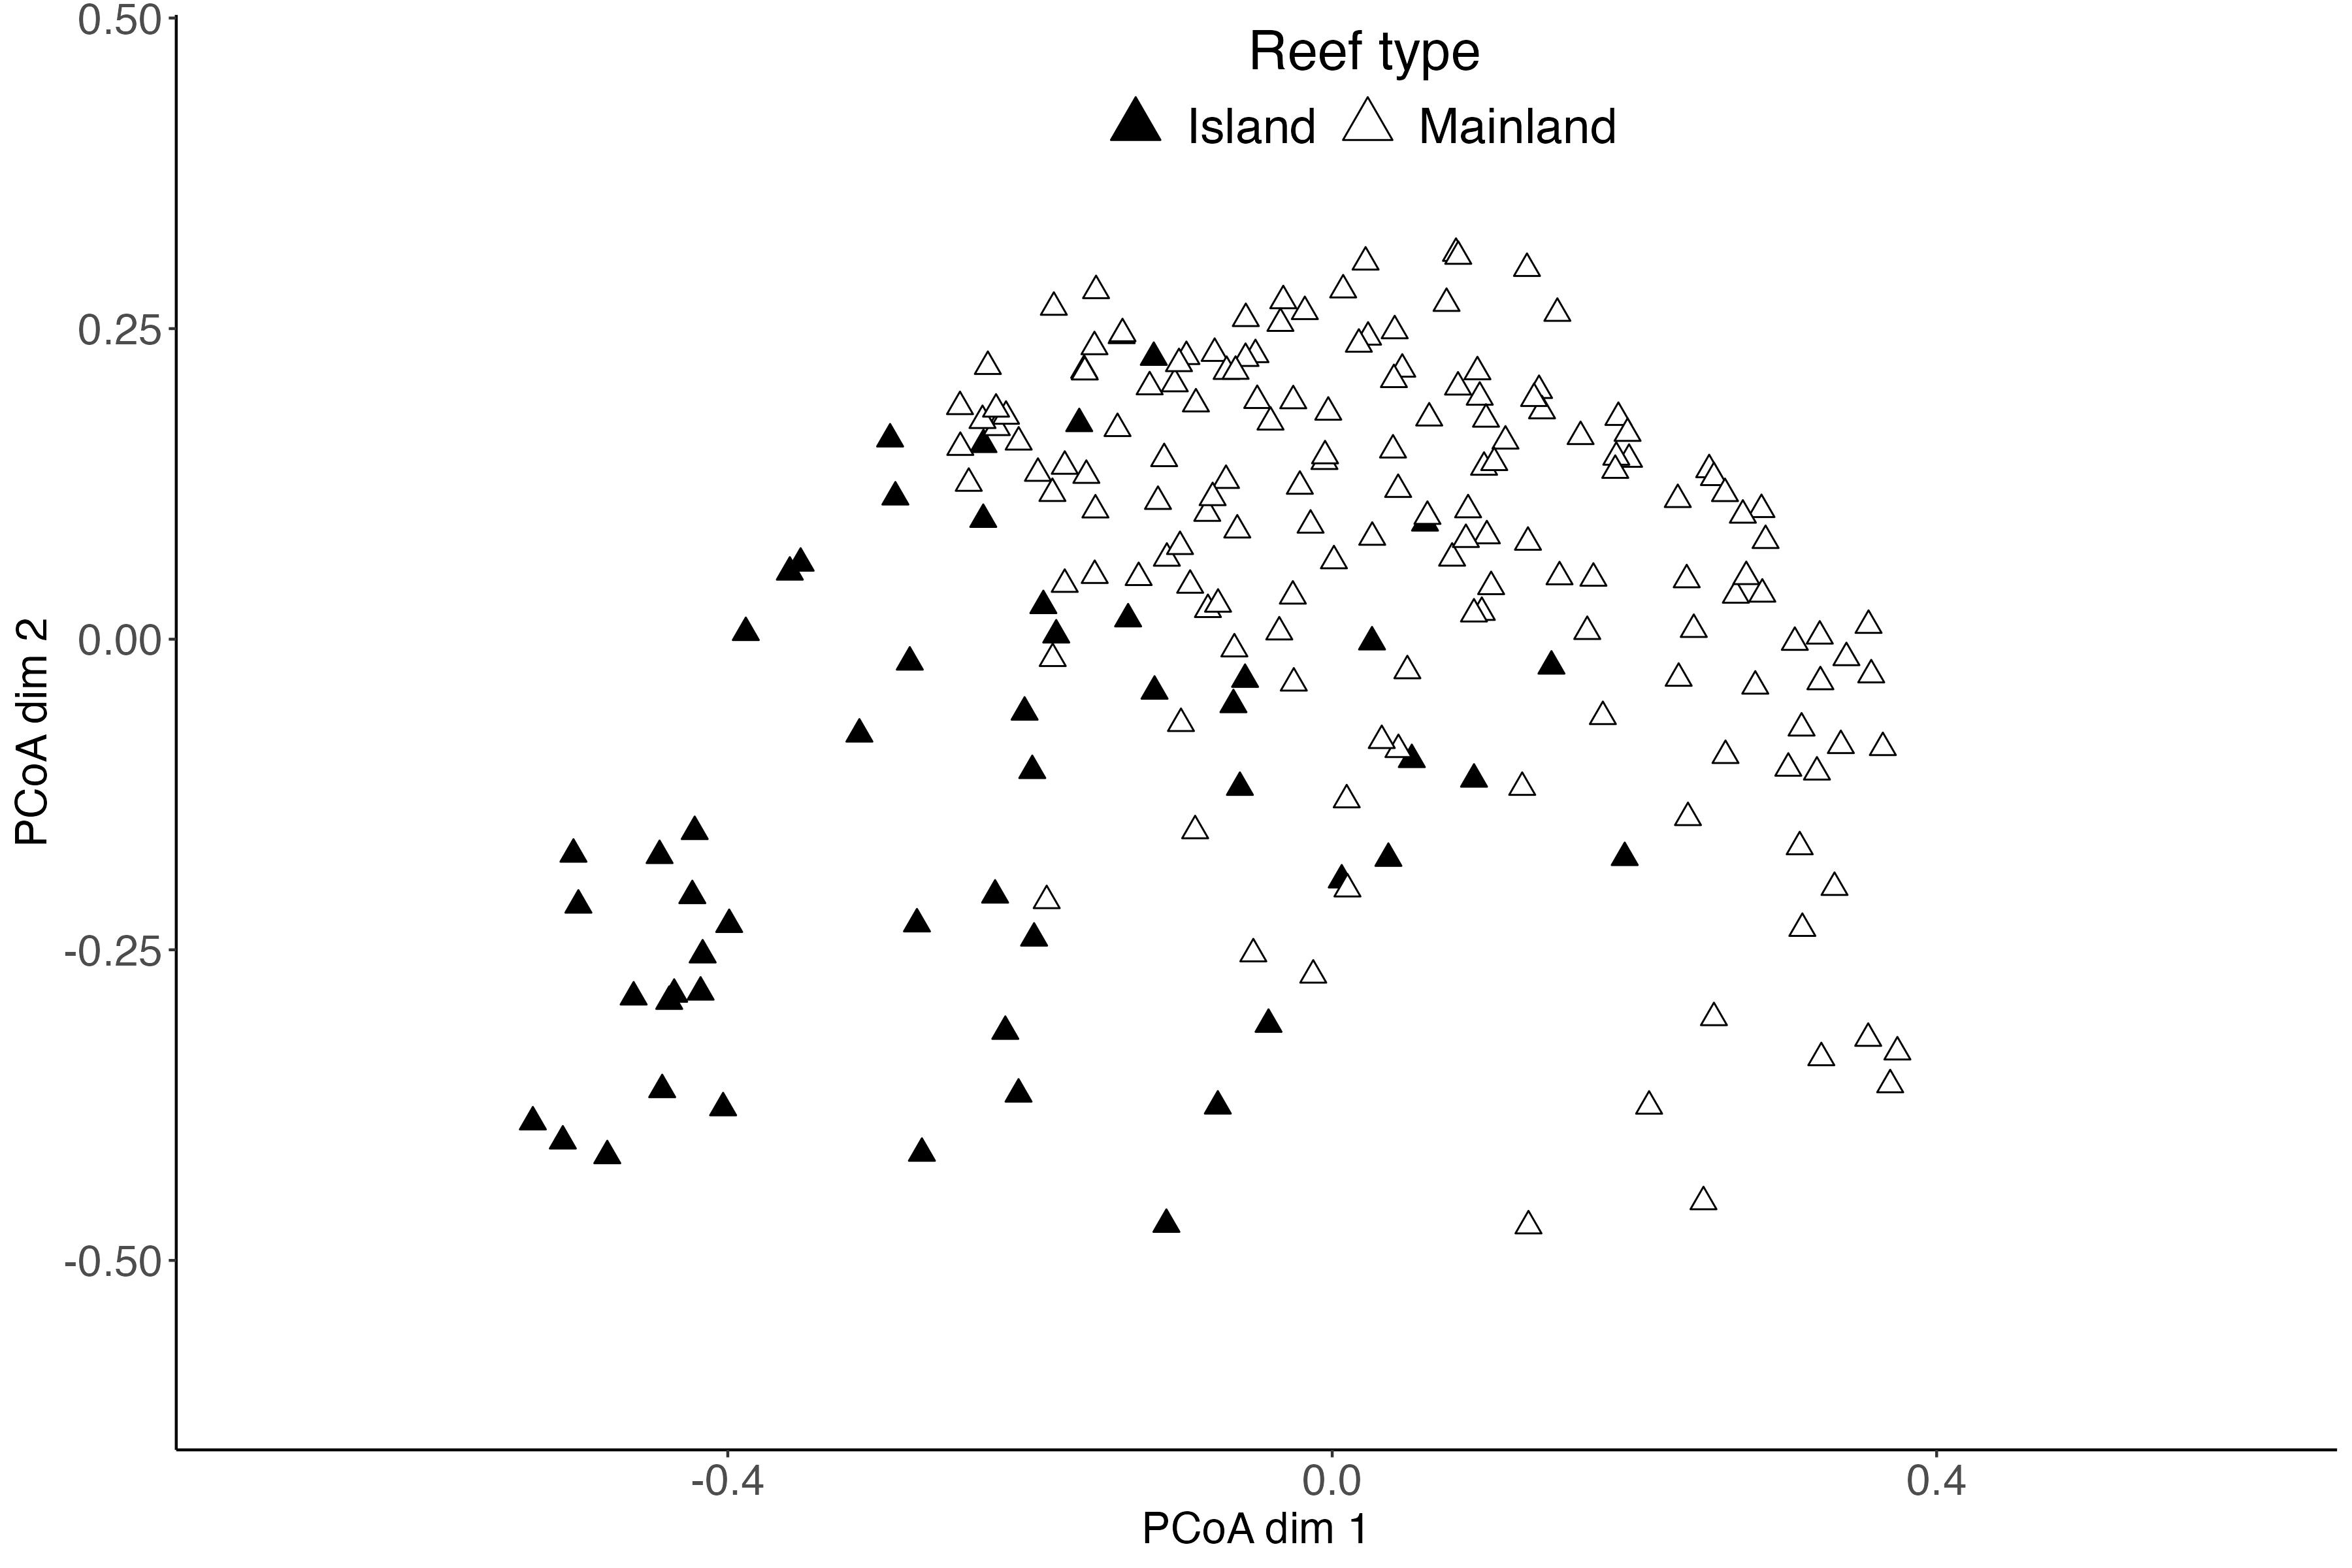 Reef type
Island Mainland
0.50
0.25
0.00
-0.25
-0.50
PCoA dim 2
-0.4 0.0 0.4
PCoA dim 1